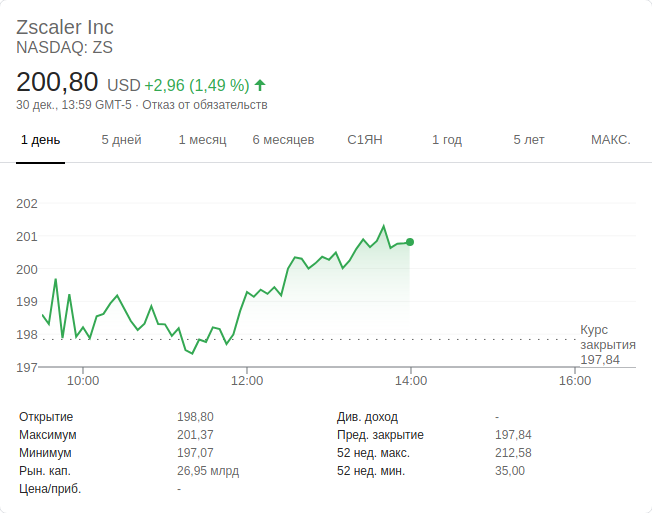 Zscaler Inc
NASDAQ: ZS
200,80 USD +2,96 (1,49 %)
30 дек., 13:59 GMT-5 · Отказ от обязательств
1 день 5 дней 1 месяц 6 месяцев С1ЯН 1 год 5 лет МАКС.
202
201
200
199
198
197
Курс
закрытия
197,84
10:00 12:00 14:00 16:00
Открытие 198,80 Див. доход -
Максимум 201,37 Пред. закрытие 197,84
Минимум 197,07 52 нед. макс. 212,58
Рын. кап. 26,95 млрд 52 нед. мин. 35,00
Цена/приб. -